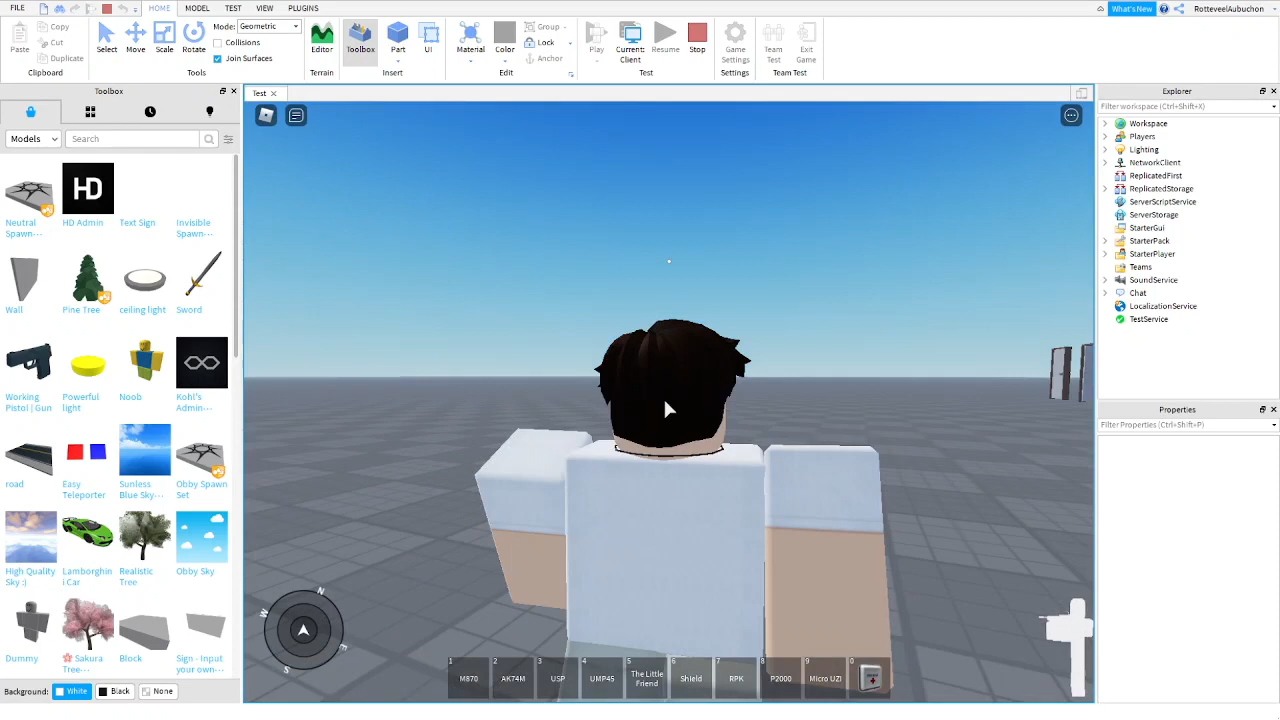 FILE HOME MODEL TEST VIEW PLUGINS What's New RotteveelAubuchon
Copy
Cut
Duplicate
Paste
Clipboard
Select Move Scale Rotate
Mode: Geometric
Collisions
Join Surfaces
Tools
Editor
Terrain
Toolbox Part UI
Insert
Material Color
Group
Lock
Anchor
Edit
Play Current: Client Resume Stop
Test
Game Settings
Settings
Team Test Exit Game
Team Test
Toolbox
Models Search
Neutral Spawn··· HD Admin Text Sign Invisible Spawn···
HD
Wall Pine Tree ceiling light Sword
Working Pistol | Gun Powerful light Noob Kohl's Admin···
road Easy Teleporter Sunless Blue Sky··· Obby Spawn Set
High Quality Sky :) Lamborghini Car Realistic Tree Obby Sky
Dummy 🌸 Sakura Tree··· Block Sign - Input your own···
Background: White Black None
Test
N
W
E
S
1 2 3 4 5 6 7 8 9 0
M870 AK74M USP UMP45 The Little Friend Shield RPK P2000 Micro UZI
Explorer
Filter workspace (Ctrl+Shift+X)
Workspace
Players
Lighting
NetworkClient
ReplicatedFirst
ReplicatedStorage
ServerScriptService
ServerStorage
StarterGui
StarterPack
StarterPlayer
Teams
SoundService
Chat
LocalizationService
TestService
Properties
Filter Properties (Ctrl+Shift+P)